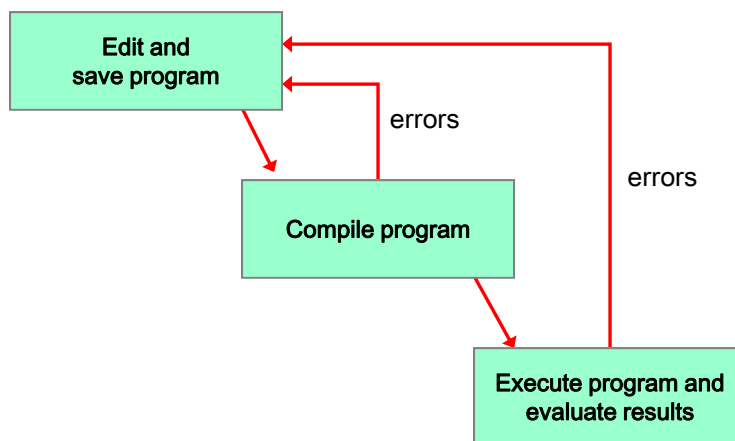 Edit and
save program
errors
errors
Compile program
Execute program and
evaluate results